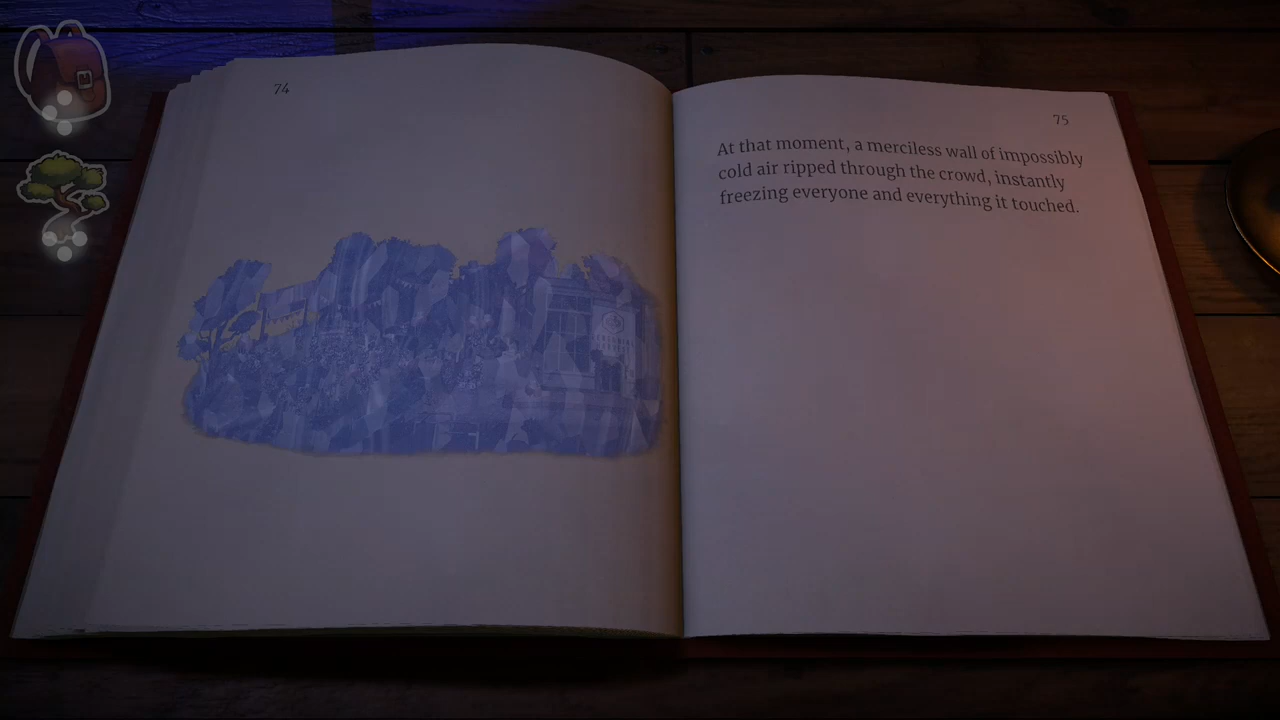 74
75
At that moment, a merciless wall of impossibly
cold air ripped through the crowd, instantly
freezing everyone and everything it touched.